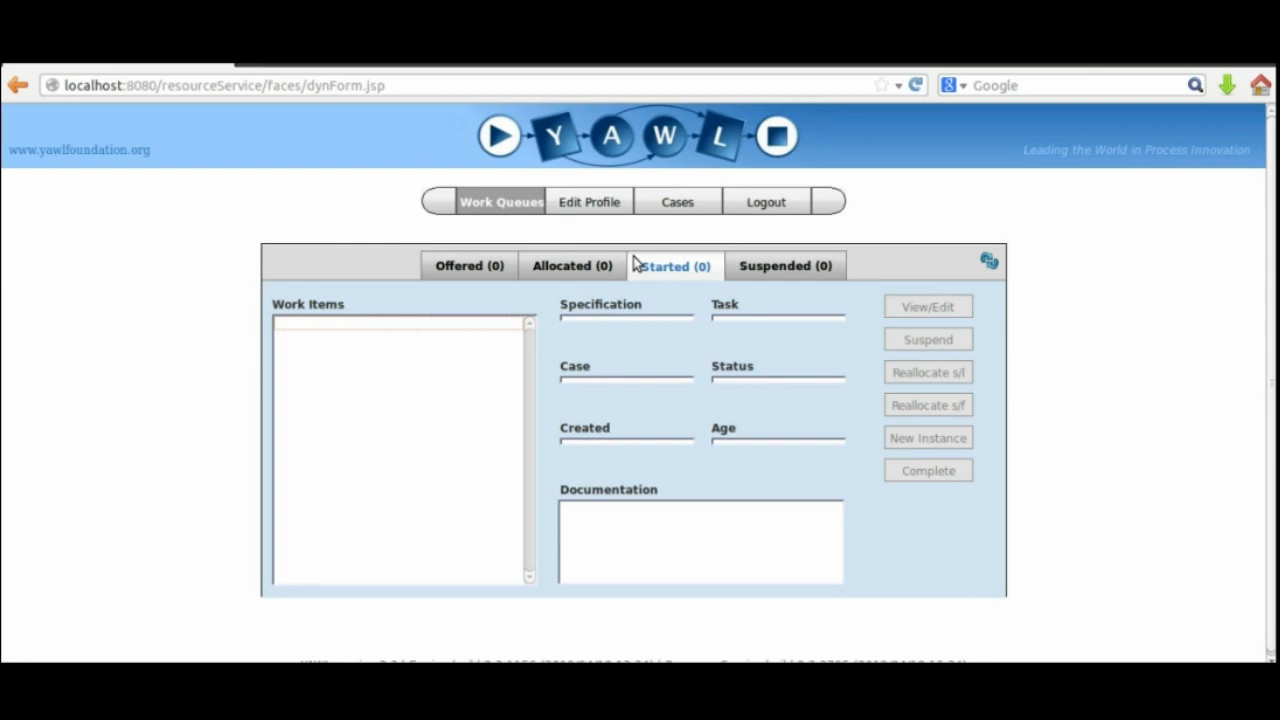 localhost:8080/resourceService/faces/dynForm.jsp
Google
www.yawlfoundation.org
Y A W L
Leading the World in Process Innovation
Work Queues Edit Profile Cases Logout
Offered (0) Allocated (0) Started (0) Suspended (0)
Work Items
Specification Task
View/Edit
Suspend
Case Status
Reallocate s/l
Reallocate s/f
Created Age
New Instance
Complete
Documentation